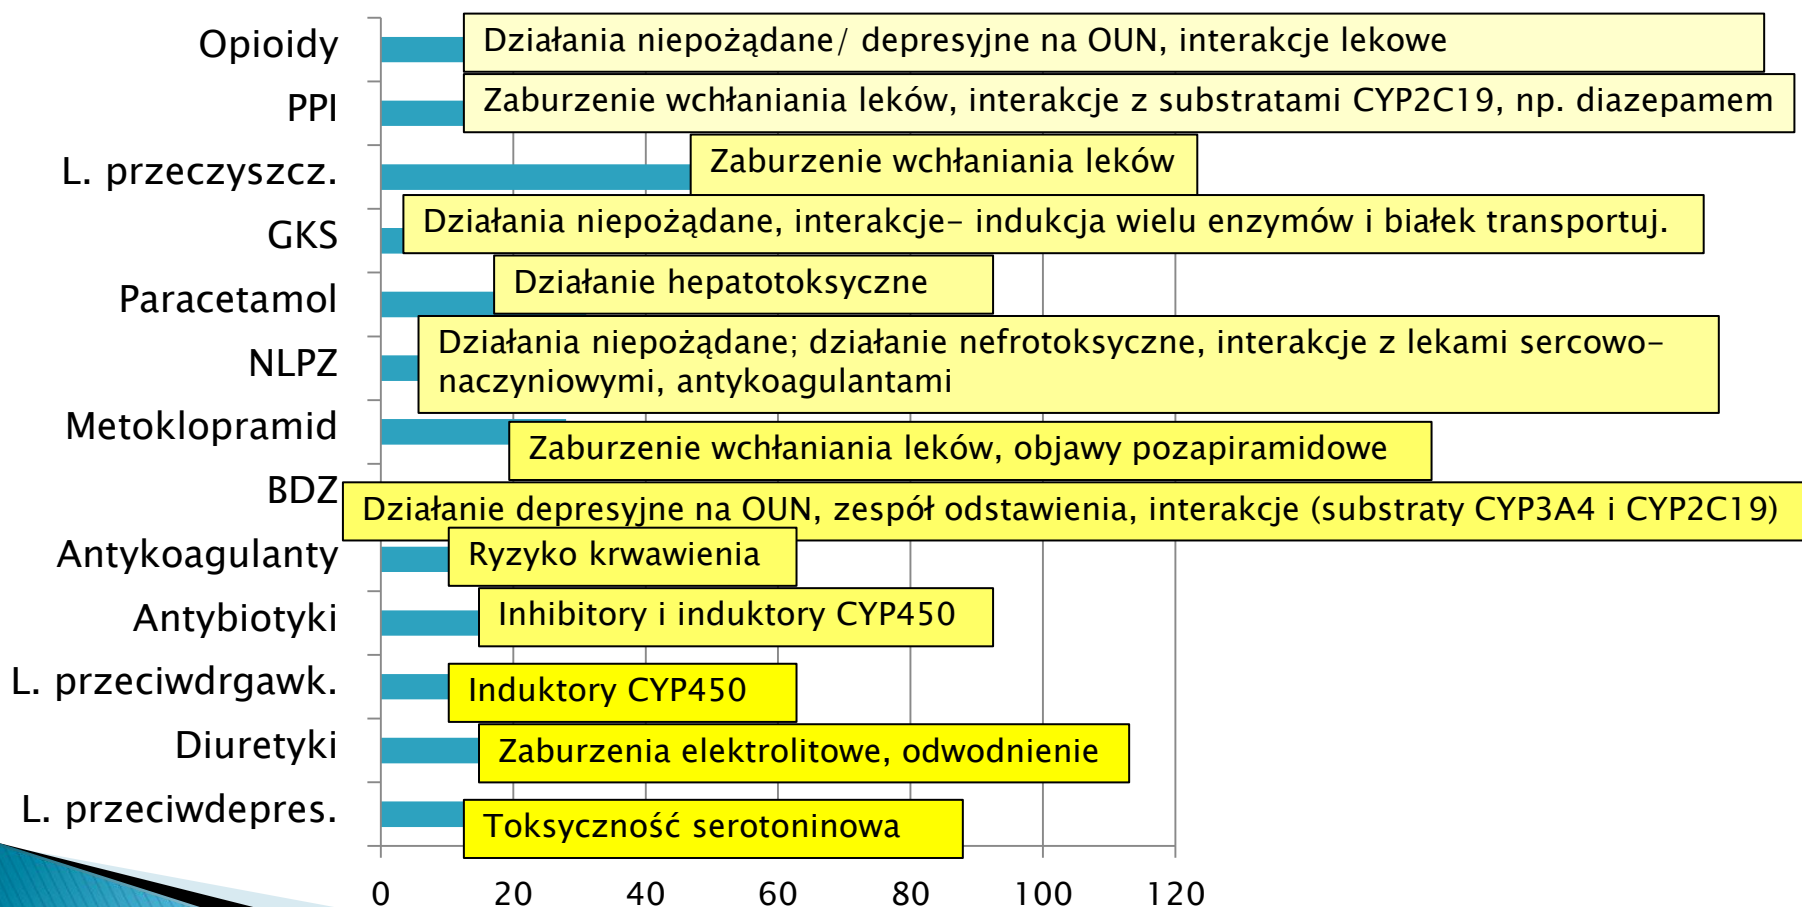 Opioidy
Działania niepożądane/ depresyjne na OUN, interakcje lekowe
PPI
Zaburzenie wchłaniania leków, interakcje z substratami CYP2C19, np. diazepamem
L. przeczyszcz.
Zaburzenie wchłaniania leków
GKS
Działania niepożądane, interakcje– indukcja wielu enzymów i białek transportuj.
Paracetamol
Działanie hepatotoksyczne
NLPZ
Działania niepożądane; działanie nefrotoksyczne, interakcje z lekami sercowo–
naczyniowymi, antykoagulantami
Metoklopramid
Zaburzenie wchłaniania leków, objawy pozapiramidowe
BDZ
Działanie depresyjne na OUN, zespół odstawienia, interakcje (substraty CYP3A4 i CYP2C19)
Antykoagulanty
Ryzyko krwawienia
Antybiotyki
Inhibitory i induktory CYP450
L. przeciwdrgawk.
Induktory CYP450
Diuretyki
Zaburzenia elektrolitowe, odwodnienie
L. przeciwdepres.
Toksyczność serotoninowa
0 20 40 60 80 100 120